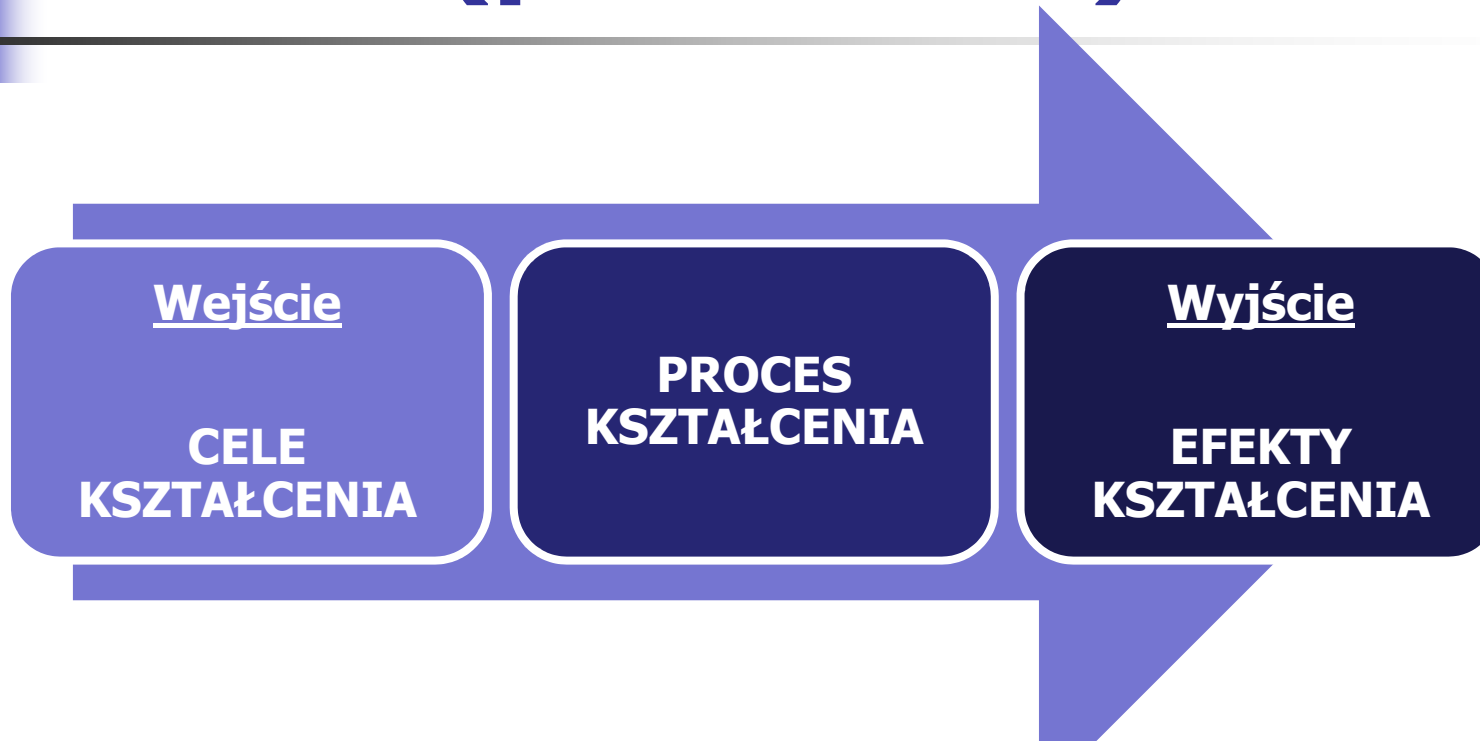 Wejście
CELE
KSZTAŁCENIA
PROCES
KSZTAŁCENIA
Wyjście
EFEKTY
KSZTAŁCENIA